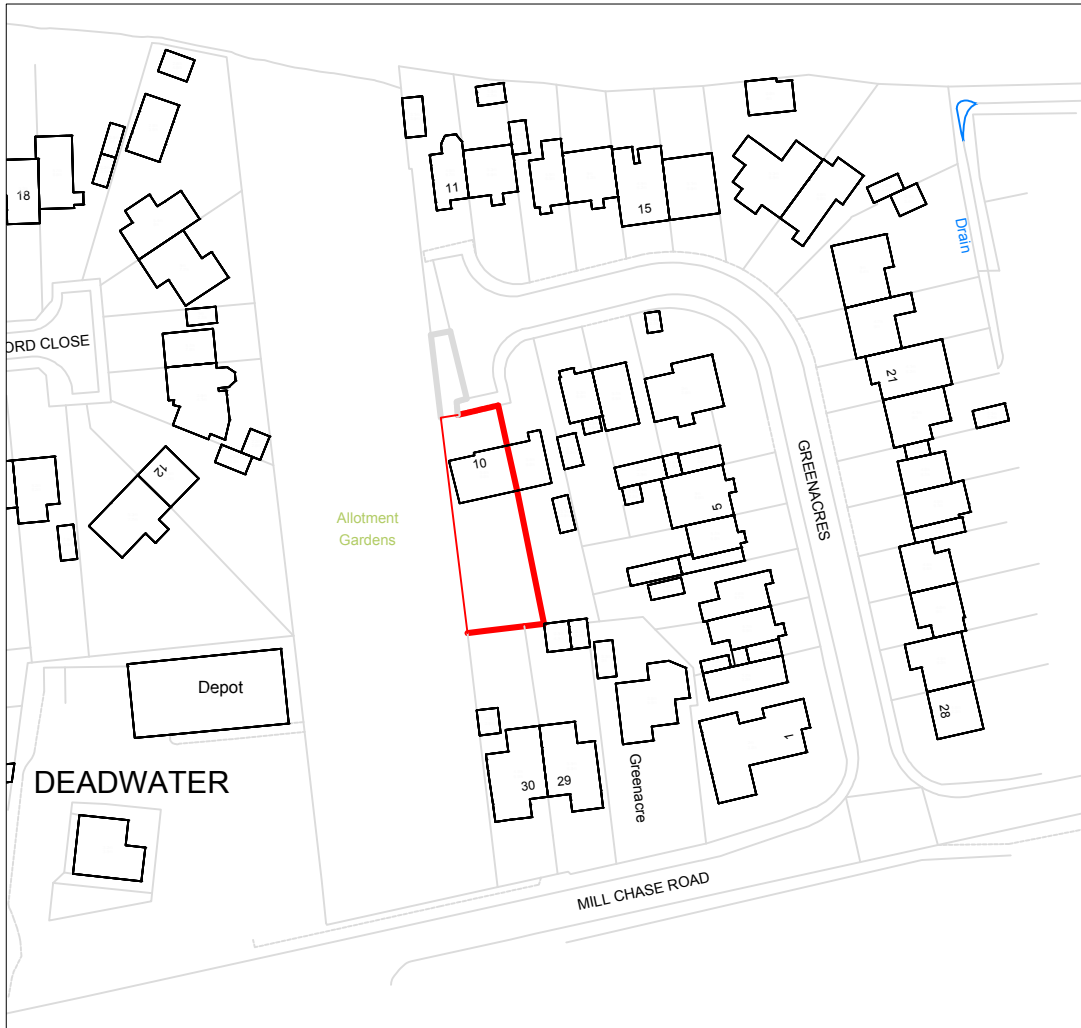 18
11
15
Drain
ORD CLOSE
21
10
12
GREENACRES
5
Allotment
Gardens
Depot
28
1
DEADWATER
30
29
Greenacre
MILL CHASE ROAD